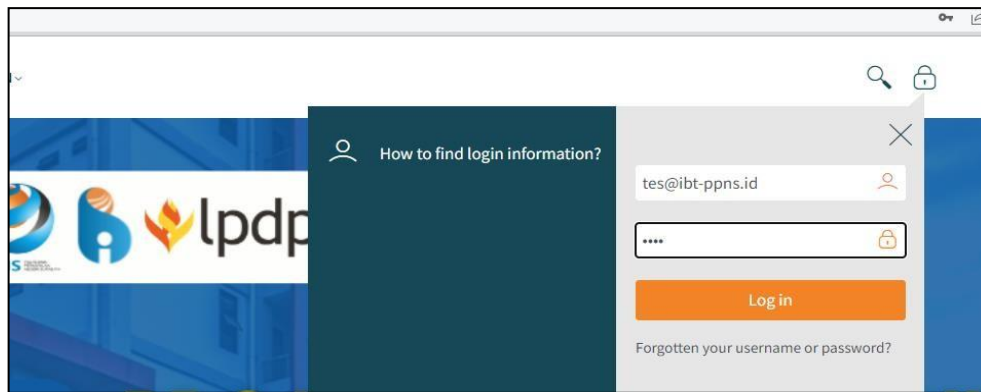 How to find login information?
tes@ibt-ppns.id
••••
lpdp
Log in
Forgotten your username or password?